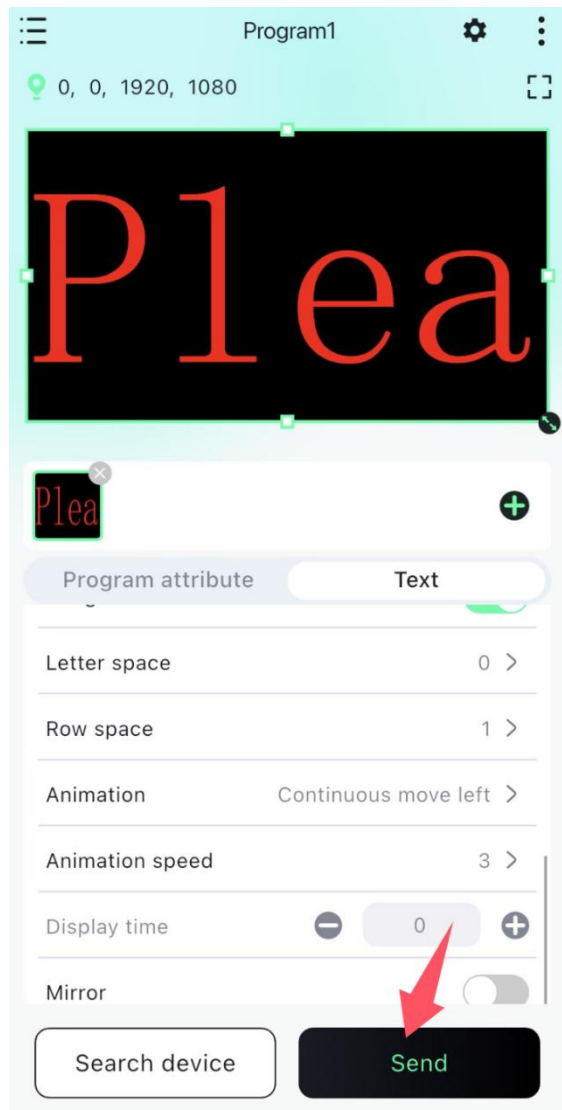 Program1
0, 0, 1920, 1080
Plea
Plea
Program attribute Text
Letter space 0
Row space 1
Animation Continuous move left
Animation speed 3
Display time 0
Mirror
Search device Send